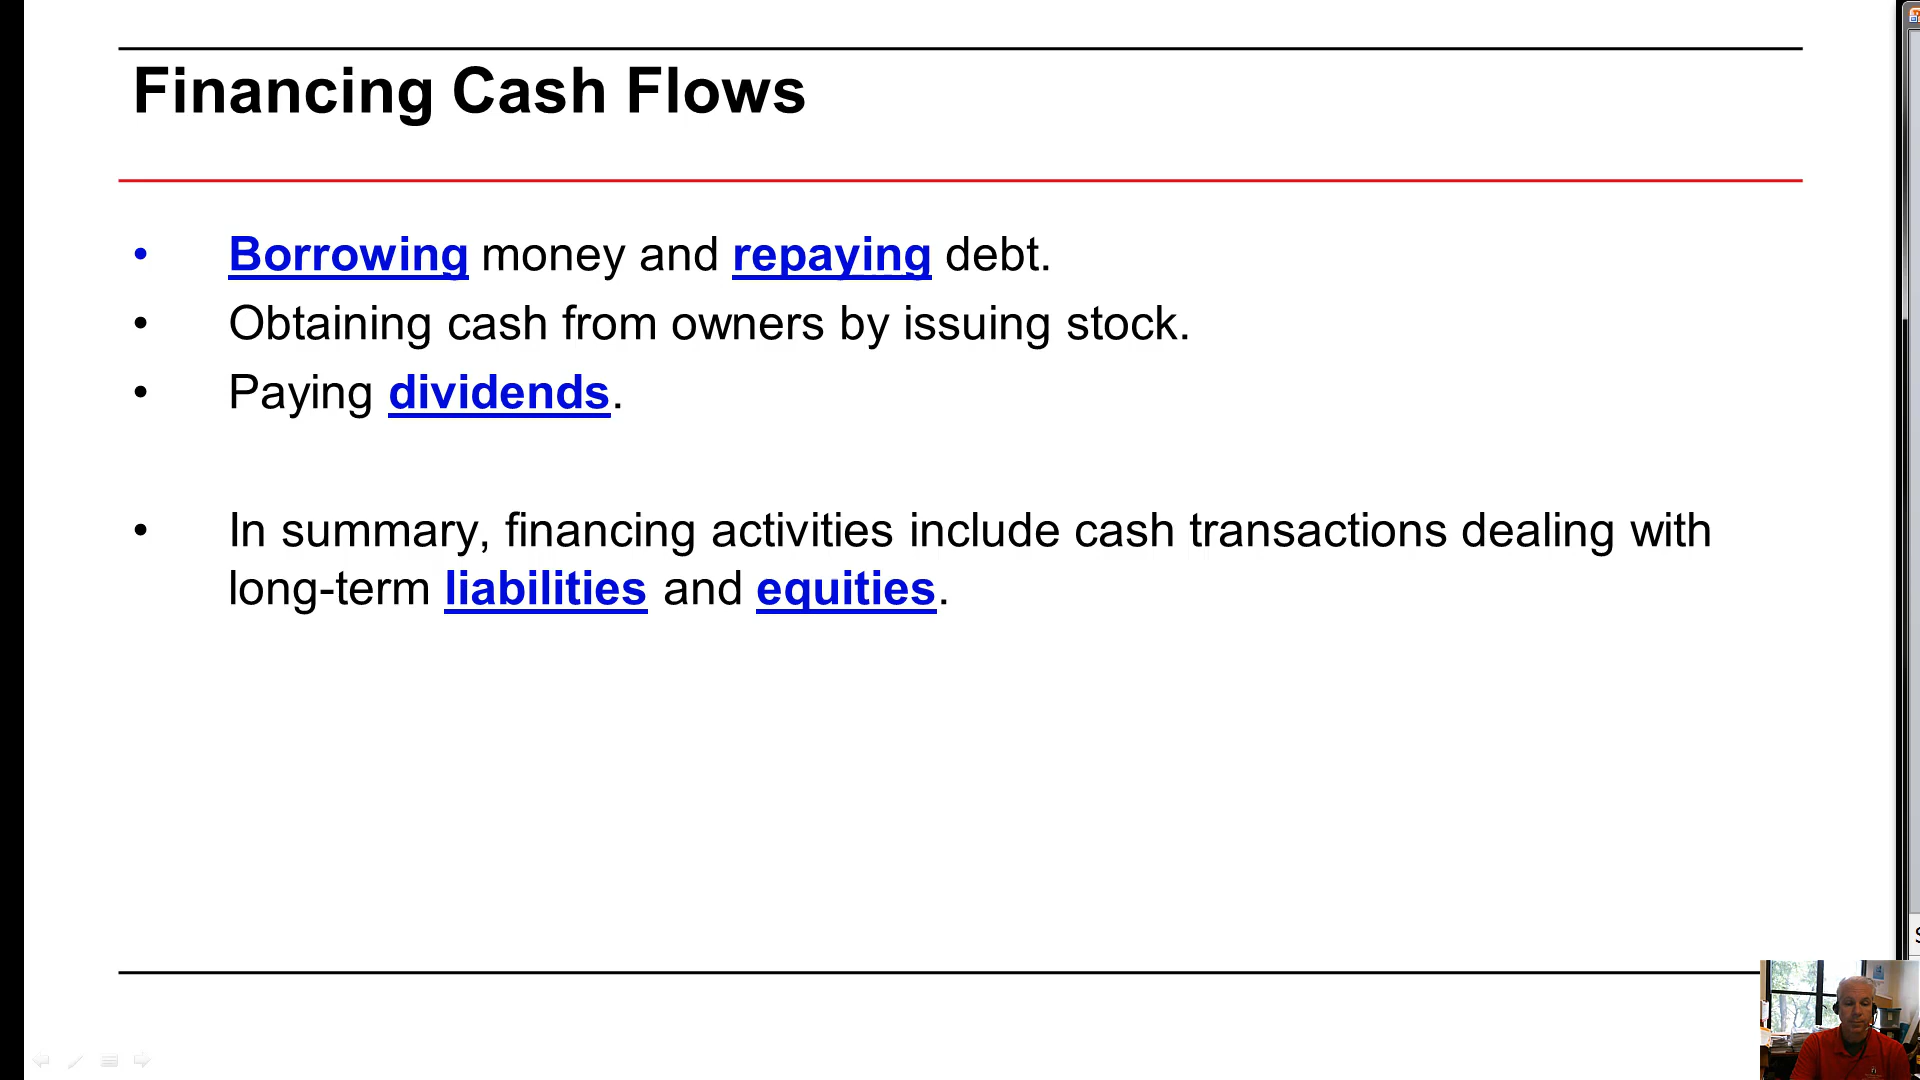 Financing Cash Flows
• Borrowing money and repaying debt.
• Obtaining cash from owners by issuing stock.
• Paying dividends.
• In summary, financing activities include cash transactions dealing with
long-term liabilities and equities.